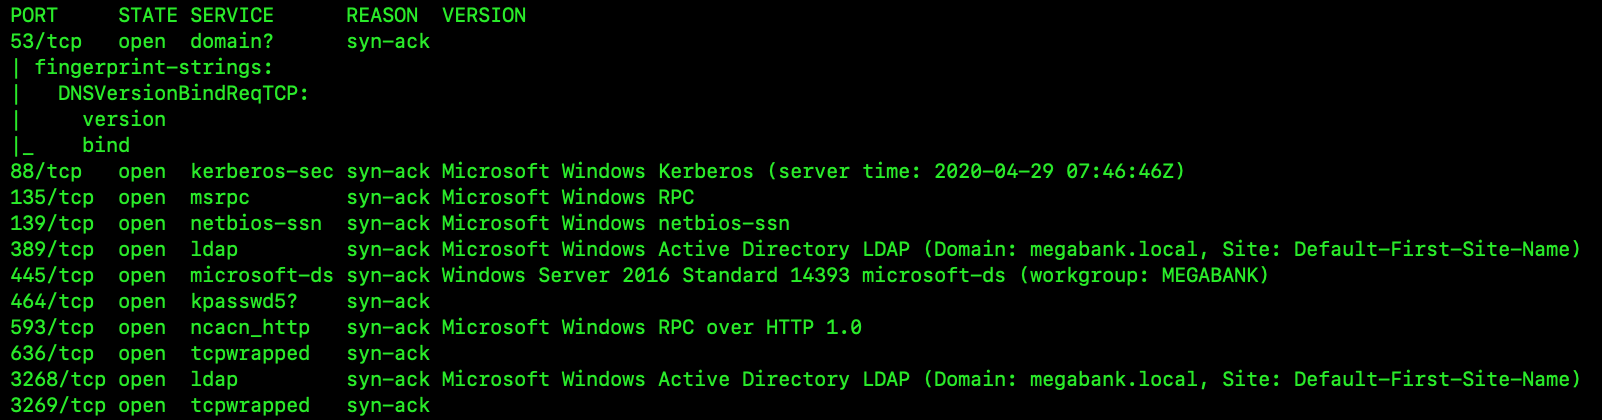 PORT     STATE SERVICE      REASON  VERSION
53/tcp   open  domain?      syn-ack
| fingerprint-strings:
|   DNSVersionBindReqTCP:
|     version
|_    bind
88/tcp   open  kerberos-sec syn-ack Microsoft Windows Kerberos (server time: 2020-04-29 07:46:46Z)
135/tcp  open  msrpc        syn-ack Microsoft Windows RPC
139/tcp  open  netbios-ssn  syn-ack Microsoft Windows netbios-ssn
389/tcp  open  ldap         syn-ack Microsoft Windows Active Directory LDAP (Domain: megabank.local, Site: Default-First-Site-Name)
445/tcp  open  microsoft-ds syn-ack Windows Server 2016 Standard 14393 microsoft-ds (workgroup: MEGABANK)
464/tcp  open  kpasswd5?    syn-ack
593/tcp  open  ncacn_http   syn-ack Microsoft Windows RPC over HTTP 1.0
636/tcp  open  tcpwrapped   syn-ack
3268/tcp open  ldap         syn-ack Microsoft Windows Active Directory LDAP (Domain: megabank.local, Site: Default-First-Site-Name)
3269/tcp open  tcpwrapped   syn-ack